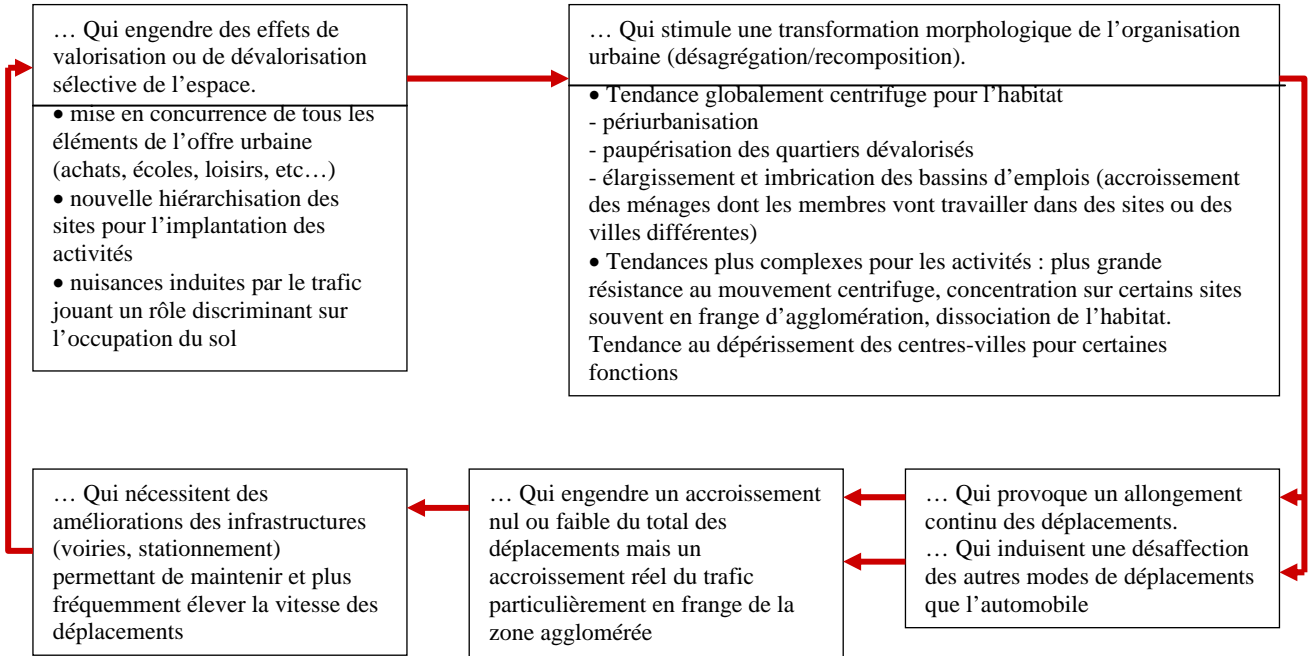 … Qui engendre des effets de
valorisation ou de dévalorisation
sélective de l’espace.
• mise en concurrence de tous les
éléments de l’offre urbaine
(achats, écoles, loisirs, etc…)
• nouvelle hiérarchisation des
sites pour l’implantation des
activités
• nuisances induites par le trafic
jouant un rôle discriminant sur
l’occupation du sol
… Qui stimule une transformation morphologique de l’organisation
urbaine (désagrégation/recomposition).
• Tendance globalement centrifuge pour l’habitat
- périurbanisation
- paupérisation des quartiers dévalorisés
- élargissement et imbrication des bassins d’emplois (accroissement
des ménages dont les membres vont travailler dans des sites ou des
villes différentes)
• Tendances plus complexes pour les activités : plus grande
résistance au mouvement centrifuge, concentration sur certains sites
souvent en frange d’agglomération, dissociation de l’habitat.
Tendance au dépérissement des centres-villes pour certaines
fonctions
… Qui nécessitent des
améliorations des infrastructures
(voiries, stationnement)
permettant de maintenir et plus
fréquemment élever la vitesse des
déplacements
… Qui engendre un accroissement
nul ou faible du total des
déplacements mais un
accroissement réel du trafic
particulièrement en frange de la
zone agglomérée
… Qui provoque un allongement
continu des déplacements.
… Qui induisent une désaffection
des autres modes de déplacements
que l’automobile